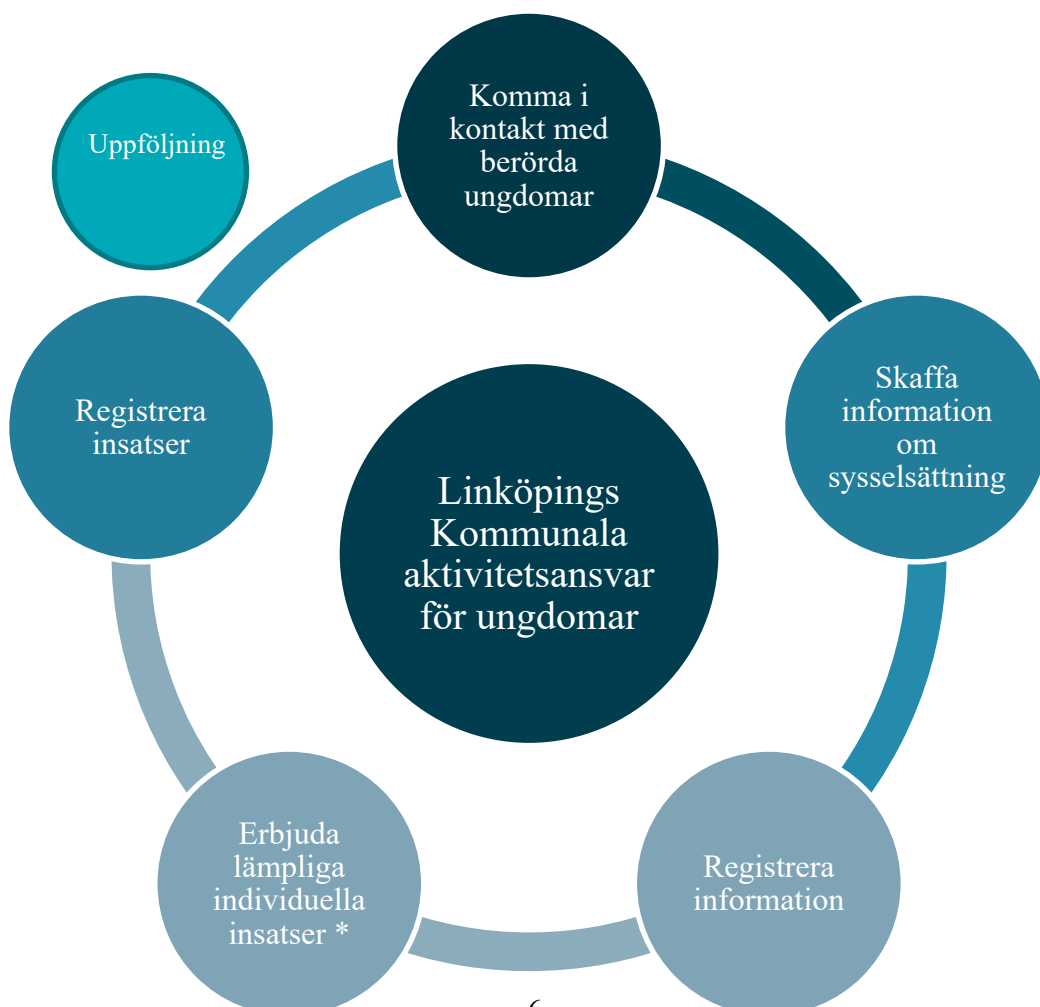 Komma i
kontakt med
berörda
ungdomar
Uppföljning
Skaffa
information
om
sysselsättning
Registrera
insatser
Linköpings
Kommunala
aktivitetsansvar
för ungdomar
Erbjuda
lämpliga
individuella
insatser *
Registrera
information